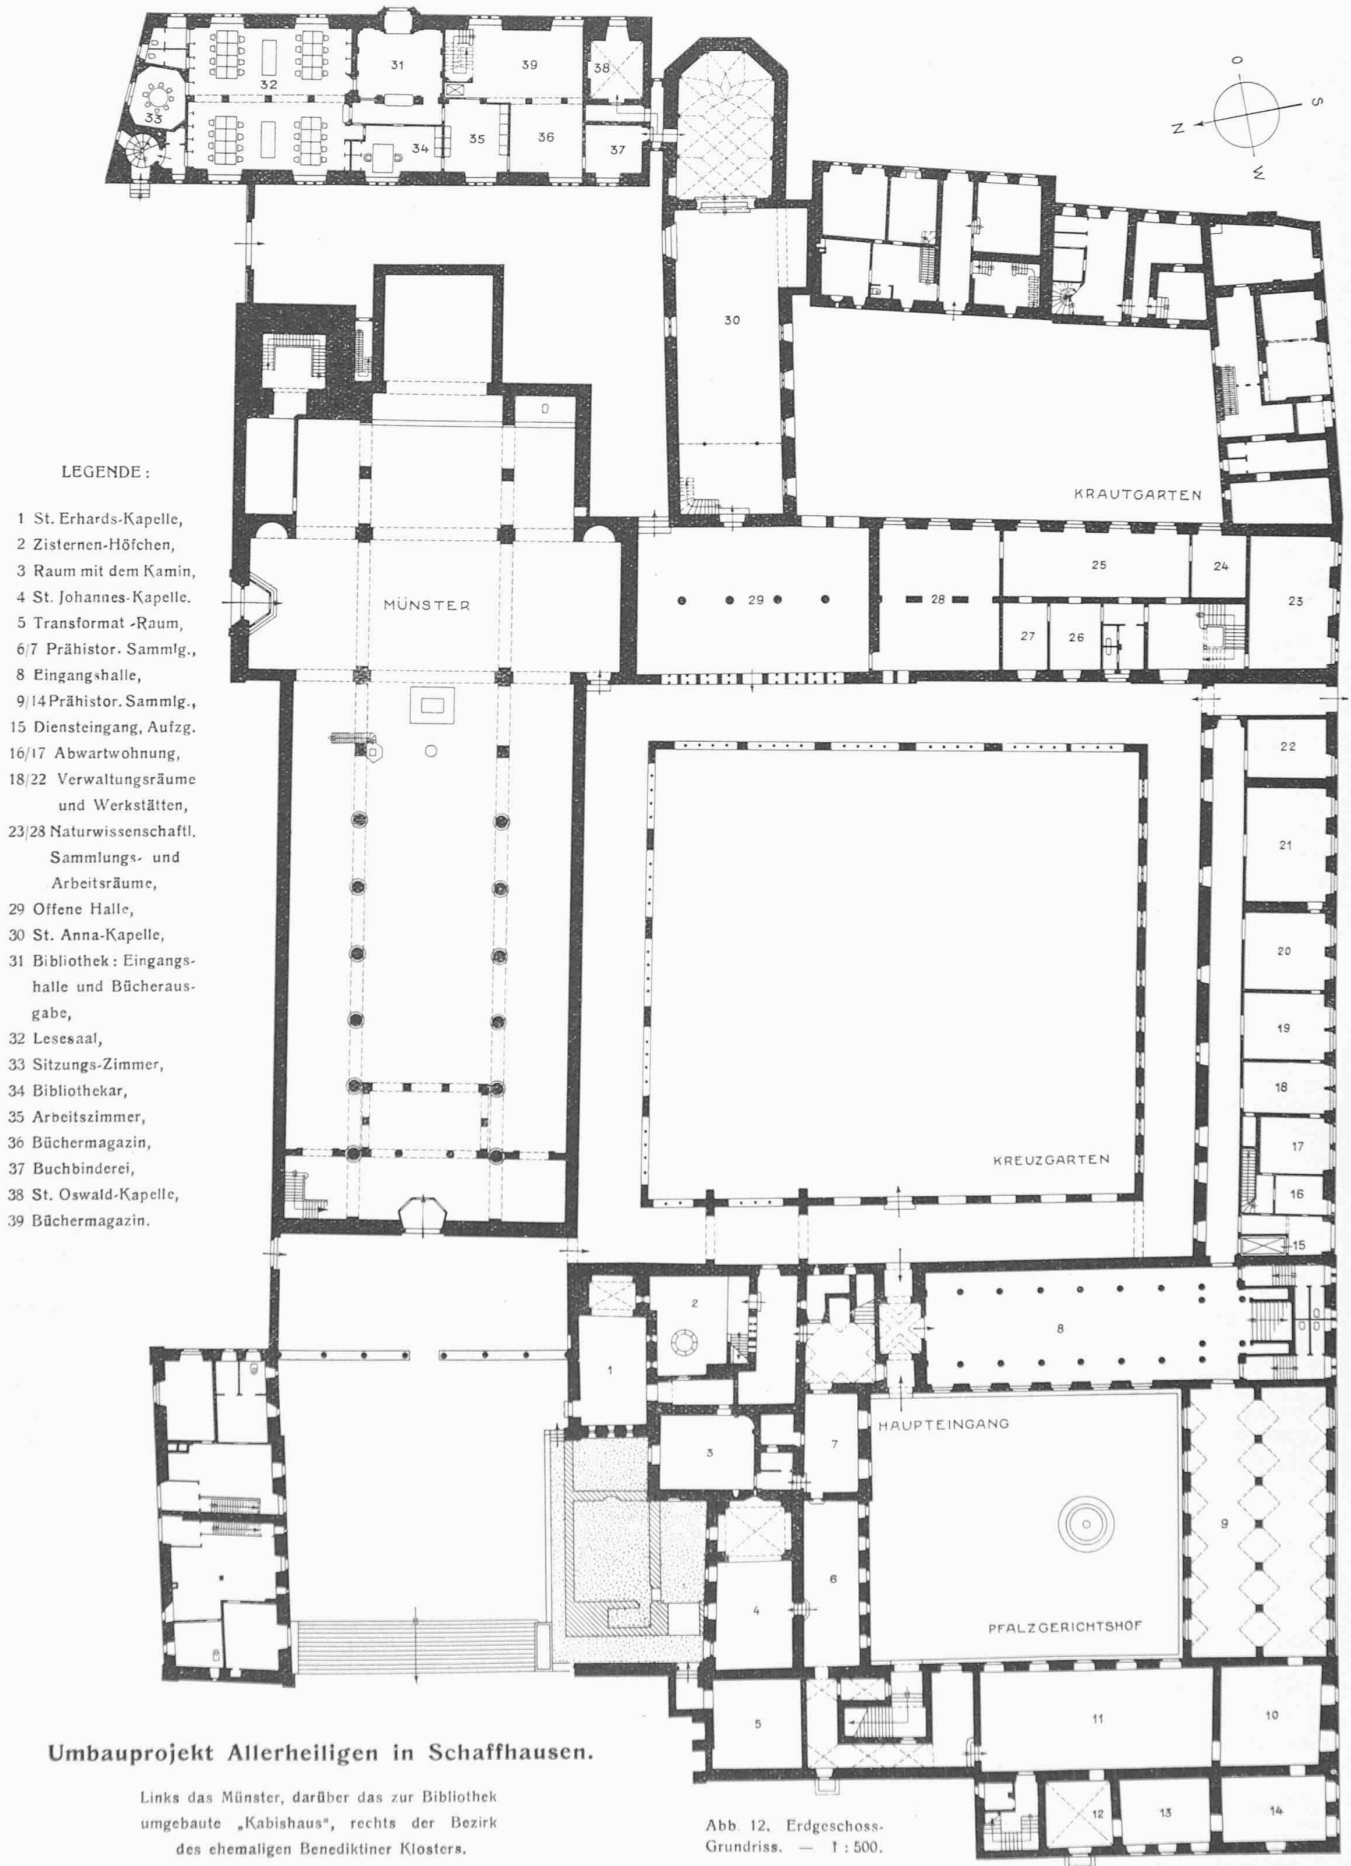 31
39
38
32
33
34
35
36
37
O
S
N
W
30
KRAUTGARTEN
LEGENDE:
1 St. Erhards-Kapelle,
2 Zisternen-Höfchen,
3 Raum mit dem Kamin,
4 St. Johannes-Kapelle.
5 Transformat.-Raum,
6/7 Prähistor. Sammlg.,
8 Eingangshalle,
9/14 Prähistor. Sammlg.,
15 Diensteingang, Aufzg.
16/17 Abwartwohnung,
18/22 Verwaltungsräume
und Werkstätten,
23/28 Naturwissenschaftl.
Sammlungs- und
Arbeitsräume,
29 Offene Halle,
30 St. Anna-Kapelle,
31 Bibliothek: Eingangs-
halle und Bücheraus-
gabe,
32 Lesesaal,
33 Sitzungs-Zimmer,
34 Bibliothekar,
35 Arbeitszimmer,
36 Büchermagazin,
37 Buchbinderei,
38 St. Oswald-Kapelle,
39 Büchermagazin.
MÜNSTER
29
28
25
24
23
27
26
22
21
20
19
18
17
16
15
KREUZGARTEN
2
8
1
3
7
HAUPTEINGANG
9
4
6
PFALZGERICHTSHOF
5
11
10
12
13
14
Umbauprojekt Allerheiligen in Schaffhausen.
Links das Münster, darüber das zur Bibliothek
umgebaute „Kabishaus“, rechts der Bezirk
des ehemaligen Benediktiner Klosters.
Abb. 12. Erdgeschoss-
Grundriss. — 1 : 500.